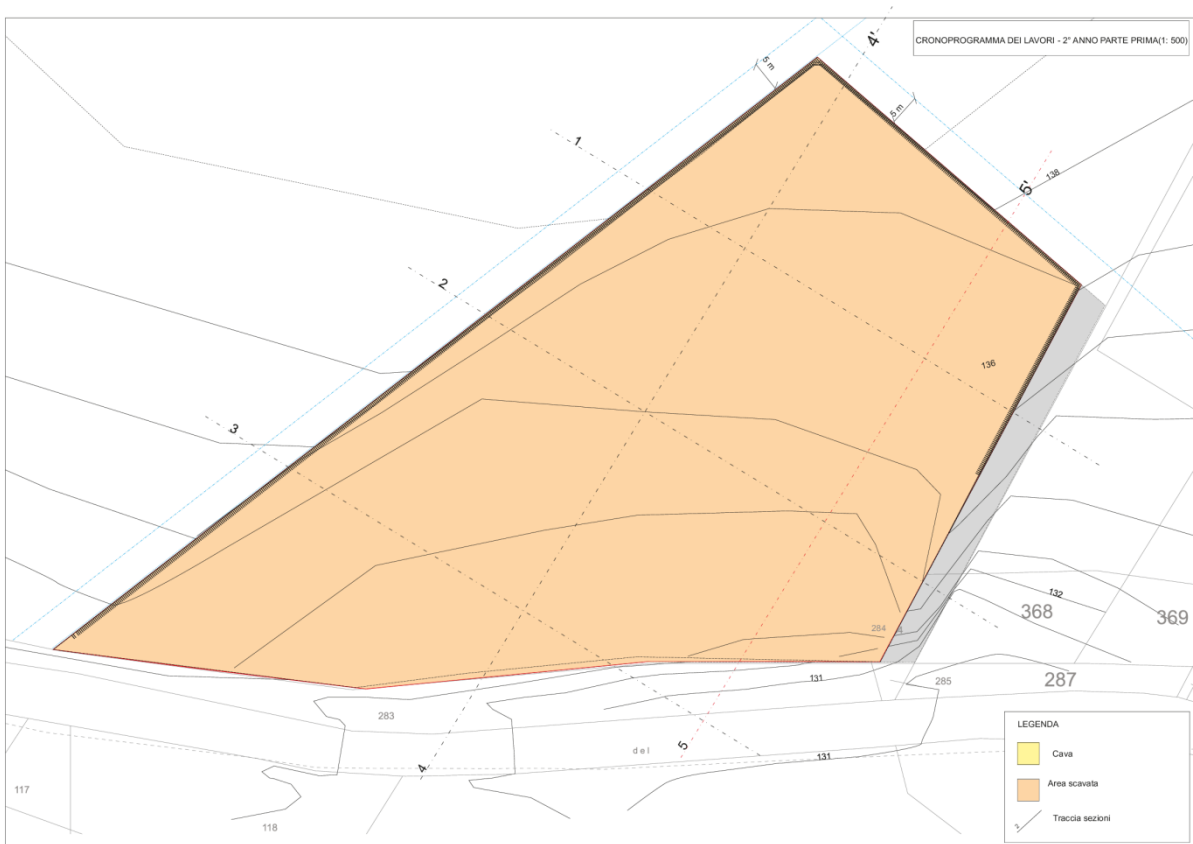 CRONOPROGRAMMA DEI LAVORI - 2° ANNO PARTE PRIMA(1: 500)
4'
5 m
5 m
1
138
5'
2
136
3
132
368
369
284
131
285
287
283
del
5
131
4
117
118
LEGENDA
Cava
Area scavata
Traccia sezioni